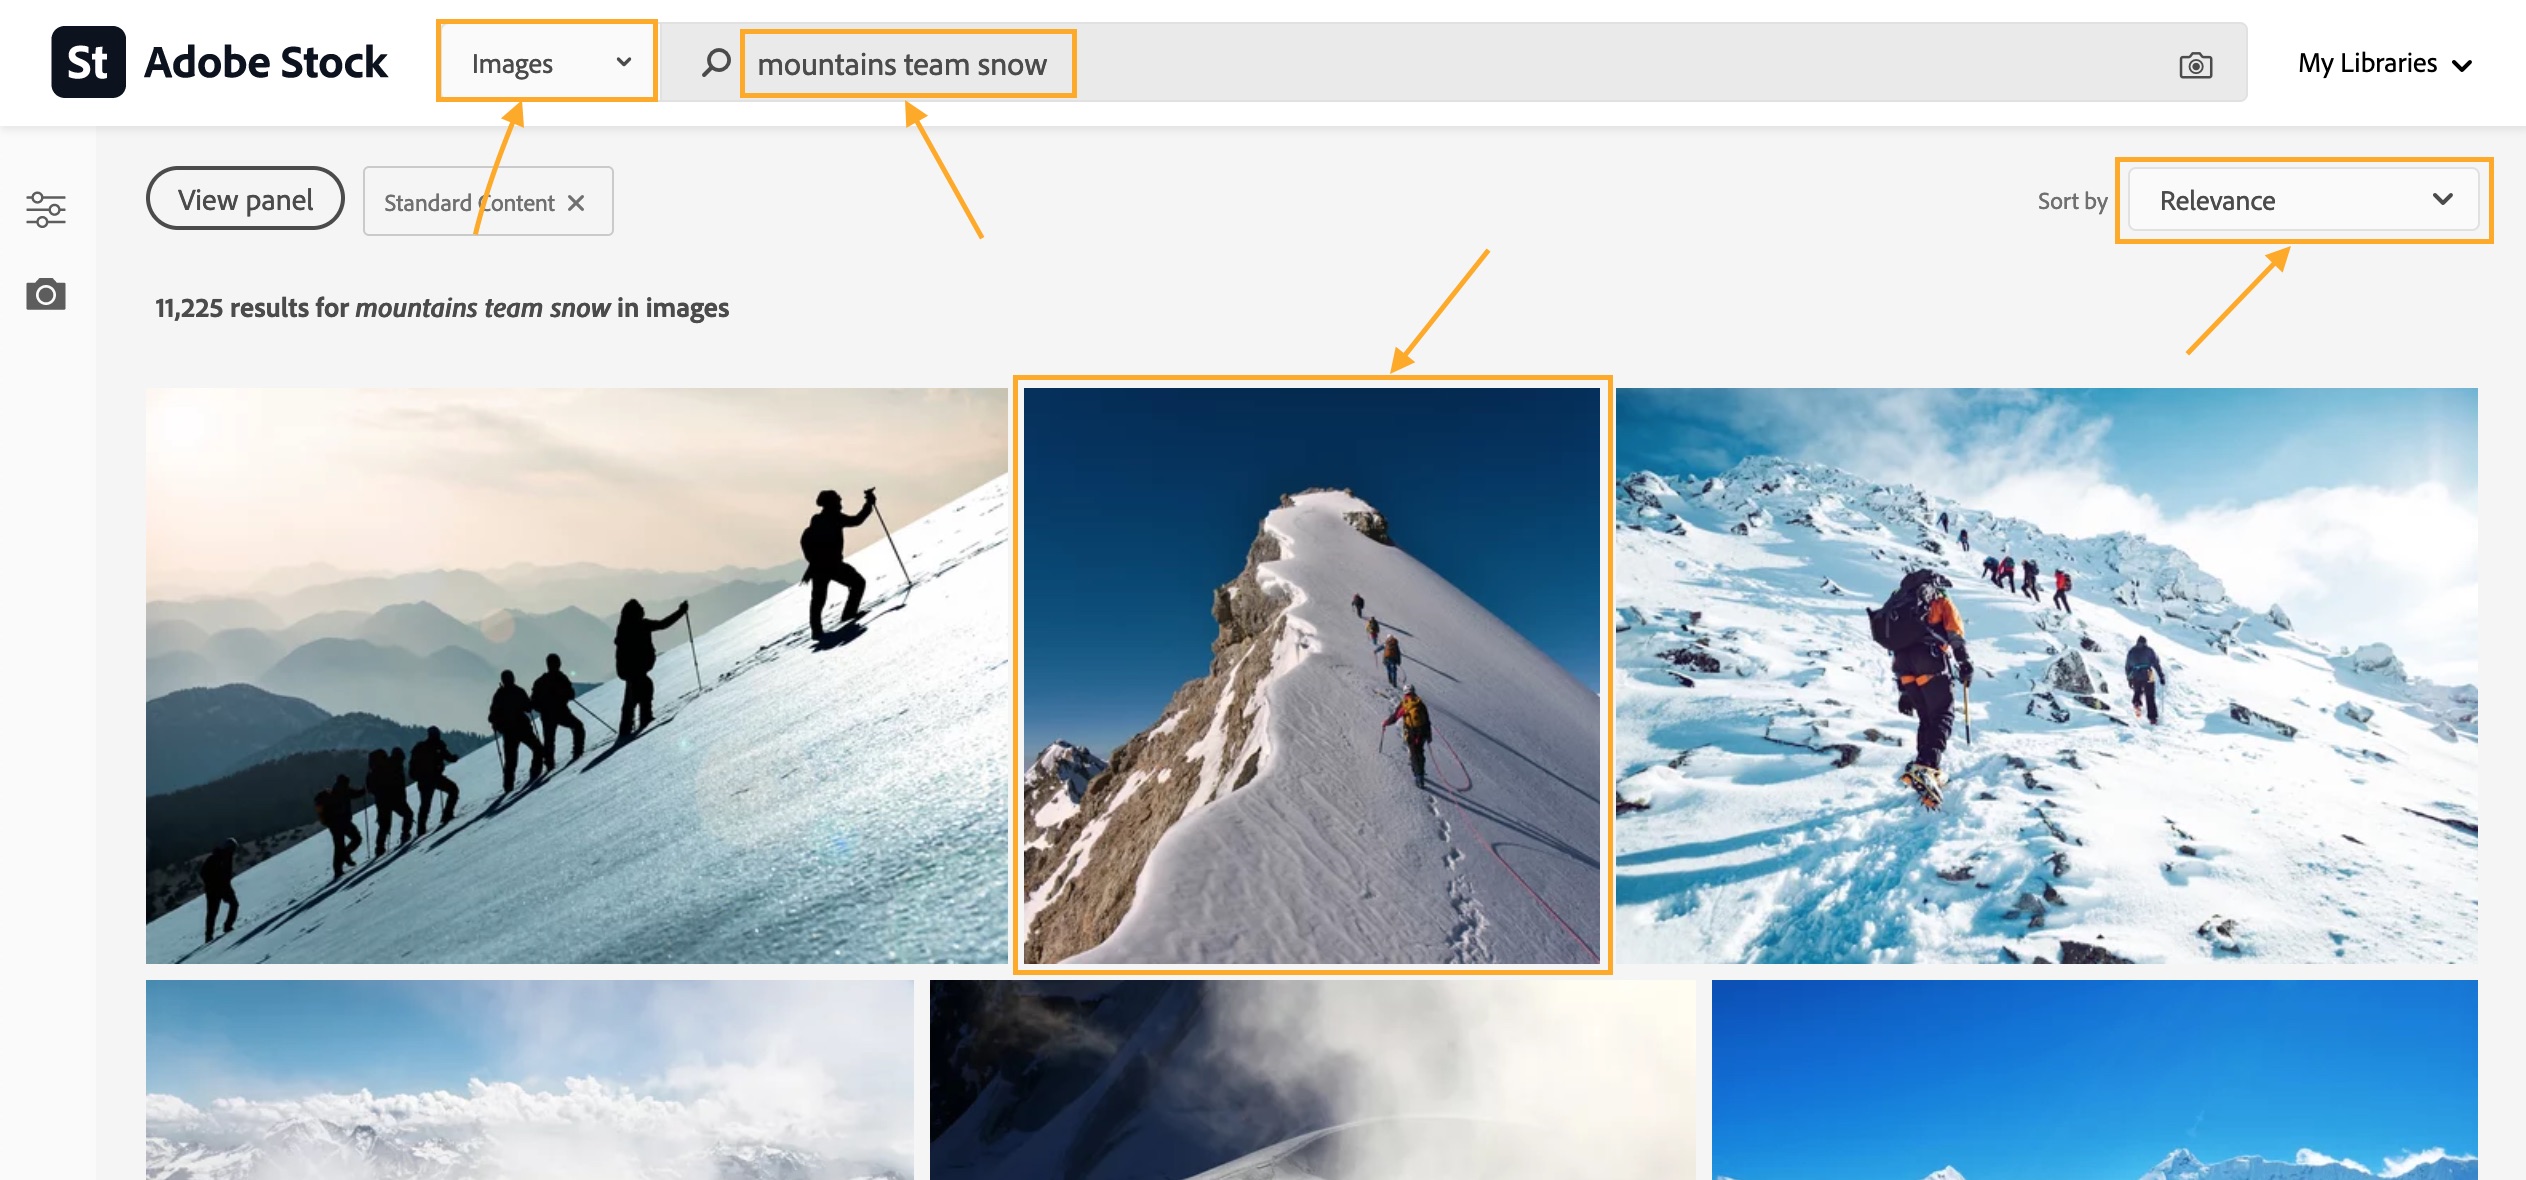 St Adobe Stock
Images
mountains team snow
My Libraries
View panel
Standard Content
Sort by
Relevance
11,225 results for mountains team snow in images